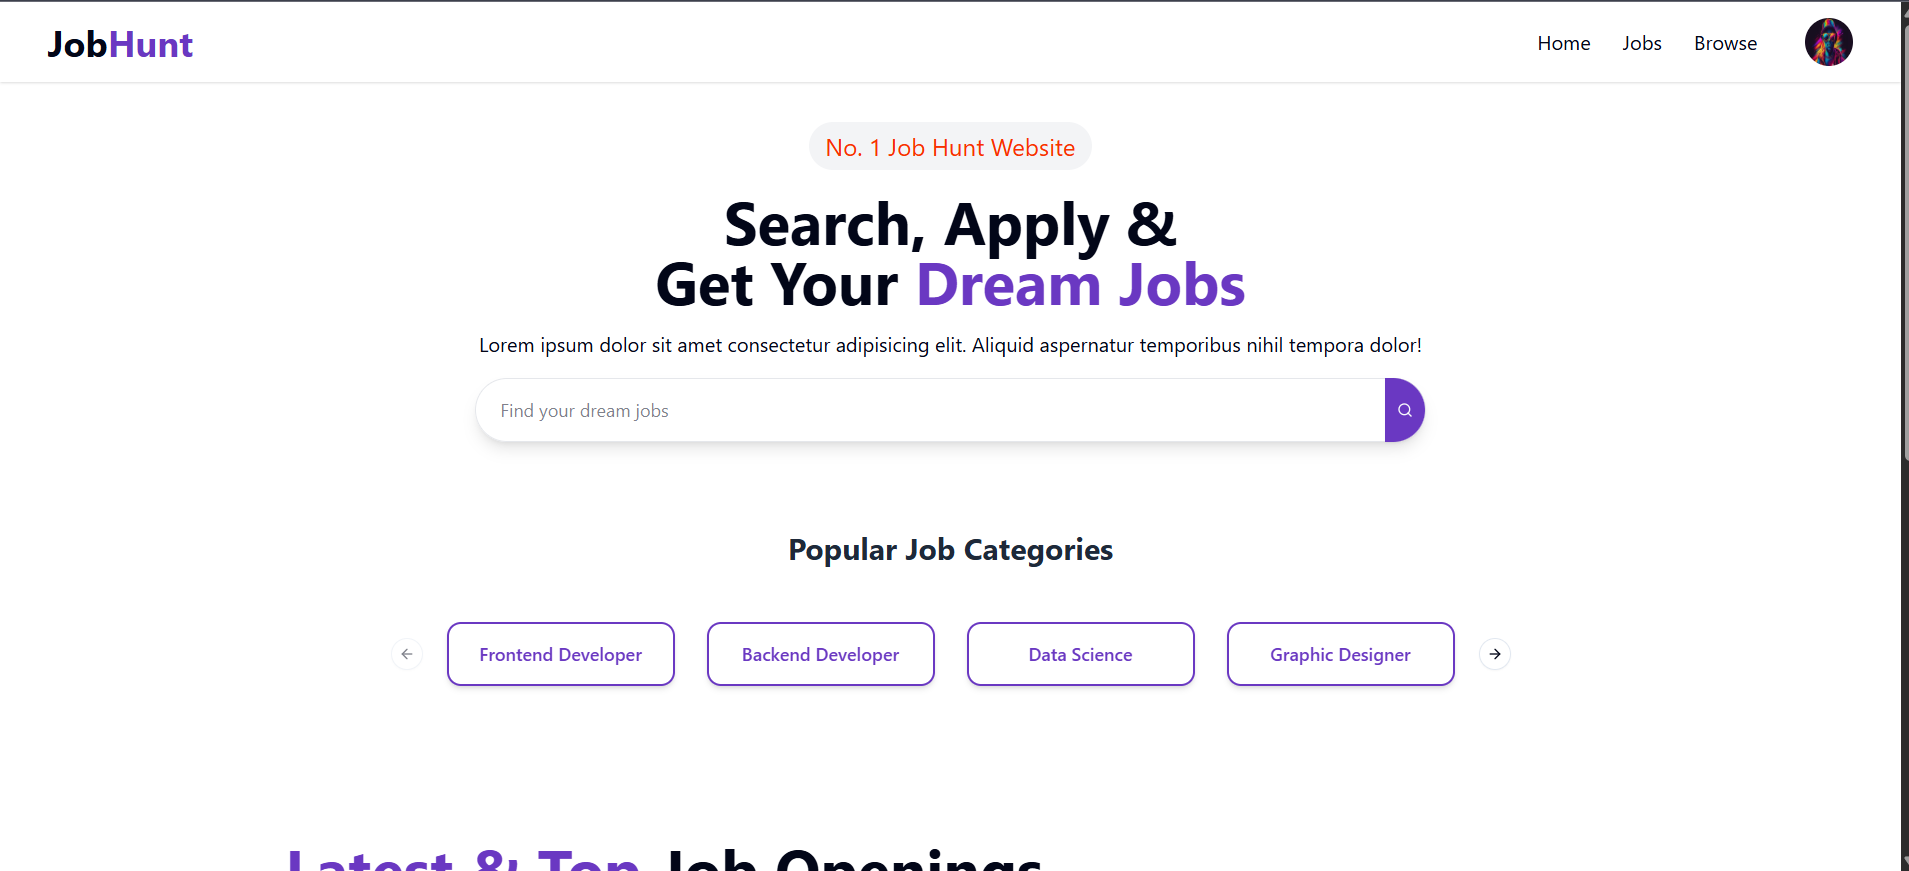 JobHunt
Home Jobs Browse
No. 1 Job Hunt Website
Search, Apply &
Get Your Dream Jobs
Lorem ipsum dolor sit amet consectetur adipisicing elit. Aliquid aspernatur temporibus nihil tempora dolor!
Find your dream jobs
Popular Job Categories
Frontend Developer
Backend Developer
Data Science
Graphic Designer
Latest & Top Job Openings